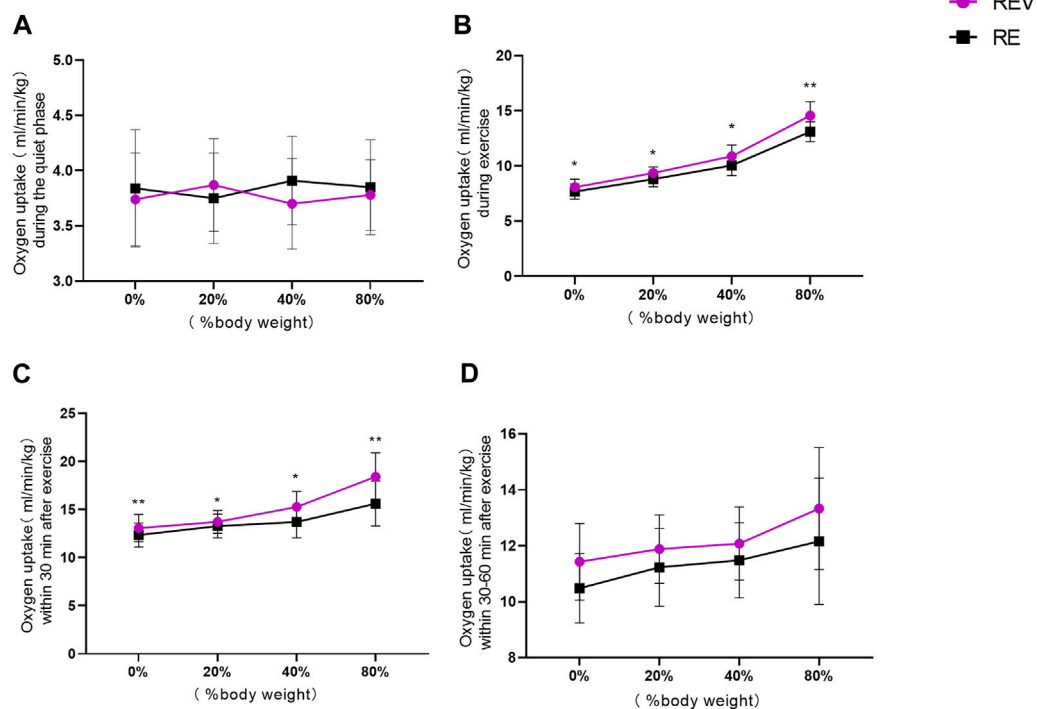 REV
RE
A
Oxygen uptake( ml/min/kg)
during the quiet phase
5.0
4.5
4.0
3.5
3.0
0% 20% 40% 80%
( %body weight)
B
Oxygen uptake( ml/min/kg)
during exercise
20
15
10
5
0
* * * **
0% 20% 40% 80%
( %body weight)
C
Oxygen uptake( ml/min/kg)
within 30 min after exercise
25
20
15
10
5
0
** * * **
0% 20% 40% 80%
( %body weight)
D
Oxygen uptake( ml/min/kg)
within 30-60 min after exercise
16
14
12
10
8
0% 20% 40% 80%
( %body weight)